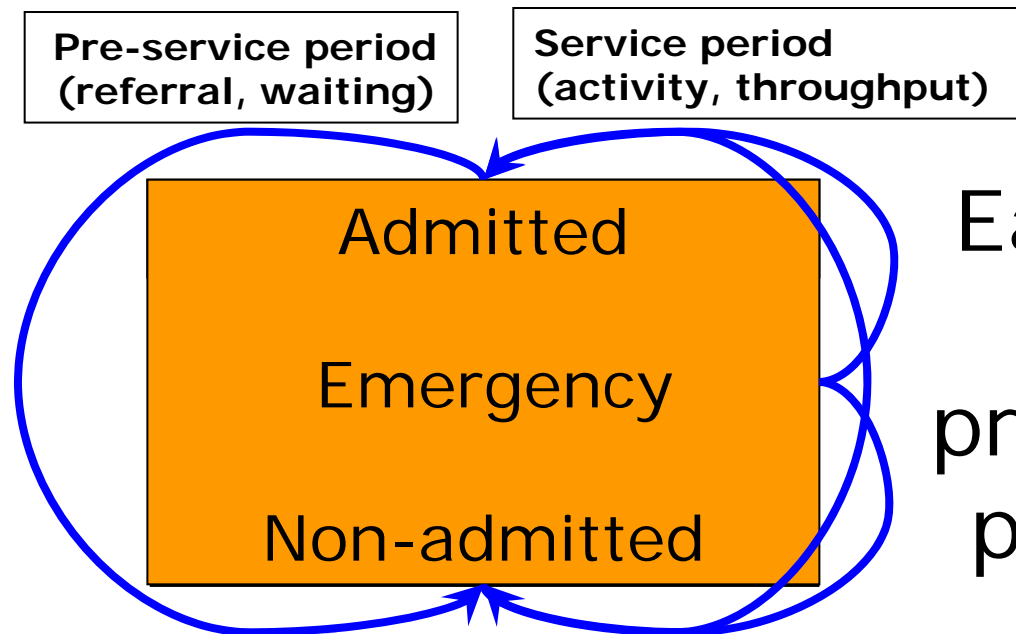 Pre-service period
(referral, waiting)
Service period
(activity, throughput)
Admitted
Emergency
Non-admitted